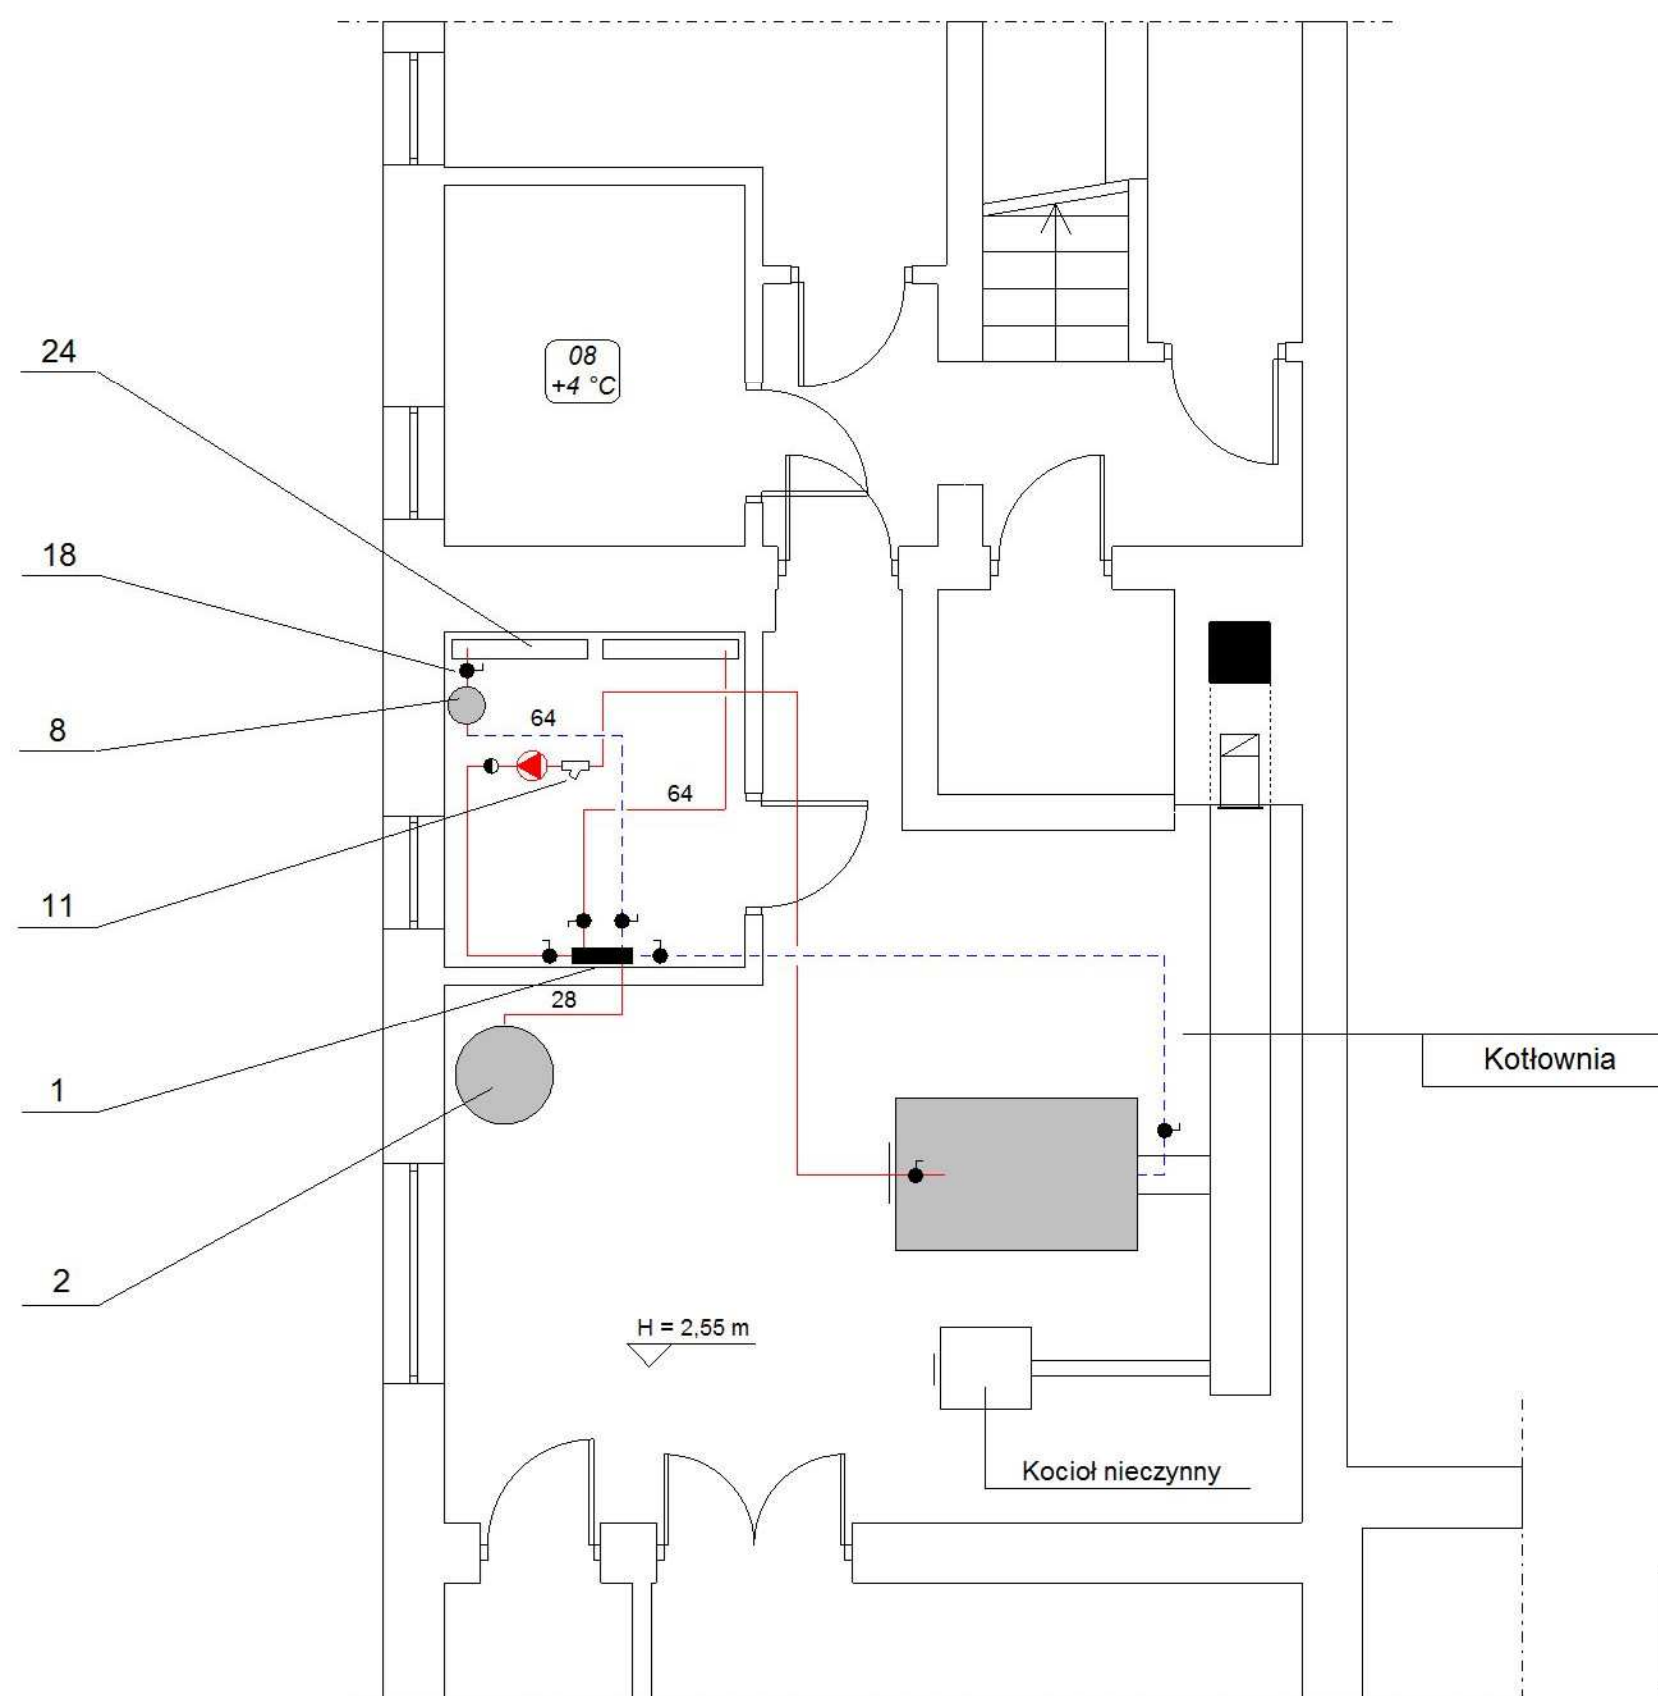 24
08
+4 °C
18
8
64
64
11
28
1
Kotłownia
2
H = 2,55 m
Kocioł nieczynny